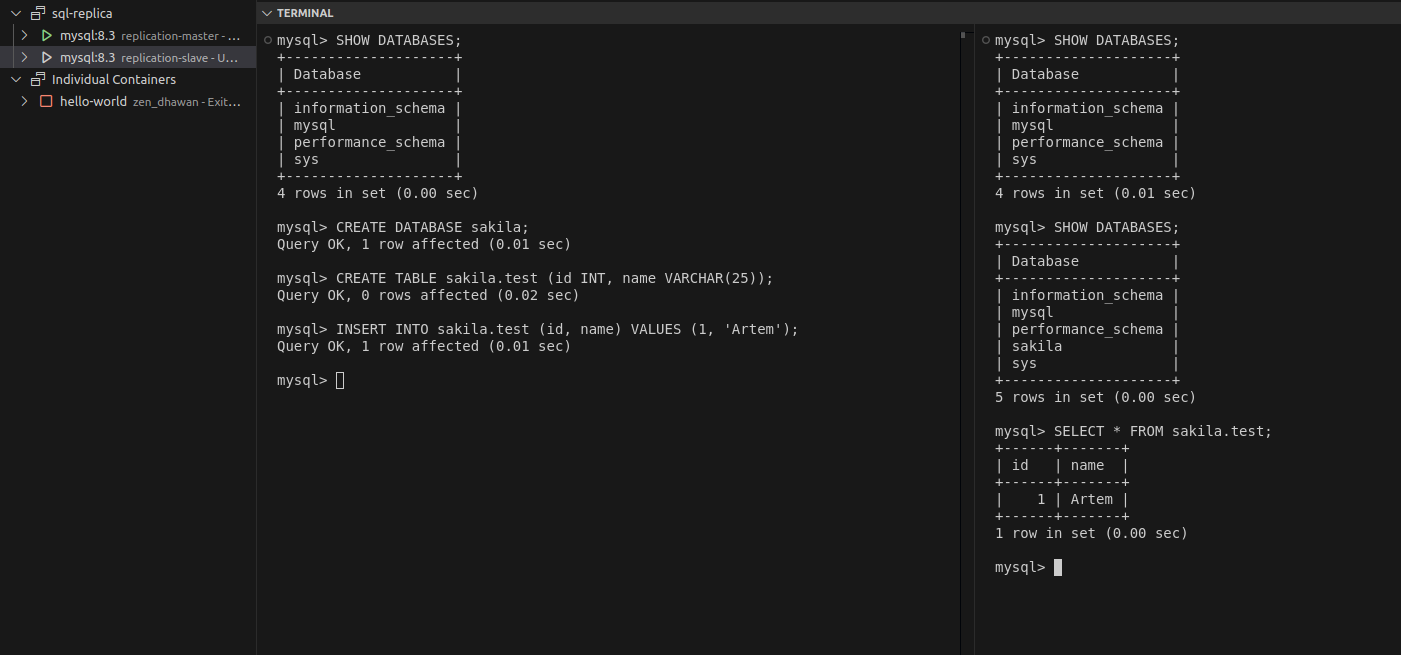 sql-replica
mysql:8.3 replication-master - ...
mysql:8.3 replication-slave - U...
Individual Containers
hello-world zen_dhawan - Exit...
TERMINAL
mysql> SHOW DATABASES;
+--------------------+
| Database           |
+--------------------+
| information_schema |
| mysql              |
| performance_schema |
| sys                |
+--------------------+
4 rows in set (0.00 sec)
mysql> CREATE DATABASE sakila;
Query OK, 1 row affected (0.01 sec)
mysql> CREATE TABLE sakila.test (id INT, name VARCHAR(25));
Query OK, 0 rows affected (0.02 sec)
mysql> INSERT INTO sakila.test (id, name) VALUES (1, 'Artem');
Query OK, 1 row affected (0.01 sec)
mysql>
mysql> SHOW DATABASES;
+--------------------+
| Database           |
+--------------------+
| information_schema |
| mysql              |
| performance_schema |
| sys                |
+--------------------+
4 rows in set (0.01 sec)
mysql> SHOW DATABASES;
+--------------------+
| Database           |
+--------------------+
| information_schema |
| mysql              |
| performance_schema |
| sakila             |
| sys                |
+--------------------+
5 rows in set (0.00 sec)
mysql> SELECT * FROM sakila.test;
+------+-------+
| id   | name  |
+------+-------+
|    1 | Artem |
+------+-------+
1 row in set (0.00 sec)
mysql>